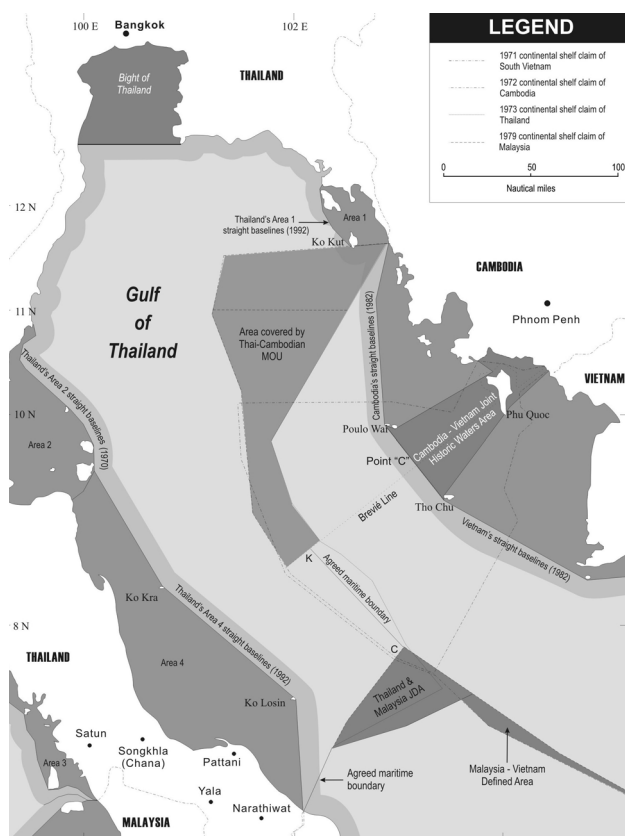 100 E
102
Bangkok
Bight of
Thailand
THAILAND
LEGEND
1971 continental shelf claim of
South Vietnam
1972 continental shelf claim of
Cambodia
1973 continental shelf claim of
Thailand
1979 continental shelf claim of
Malaysia
0
50
100
Nautical miles
12 N
Thailand's Area 1
straight baselines (1992)
Area 1
Ko Kut
CAMBODIA
Phnom Penh
11 N
Gulf
of
Thailand
Area covered by
Thai-Cambodian
MOU
Cambodia's straight baselines (1982)
VIETNAM
Thailand's Area 2 straight baselines (1970)
10 N
Area 2
Poulo Wai
Cambodia - Vietnam Joint
Historic Waters Area
Phu Quoc
Point "C"
Tho Chu
Brevié Line
Vietnam's straight baselines (1982)
K
Agreed maritime boundary
Ko Kra
Thailand's Area 4 straight baselines (1992)
8 N
C
THAILAND
Area 4
Ko Losin
Thailand &
Malaysia JDA
Satun
Songkhla
(Chana)
Pattani
Area 3
Agreed maritime
boundary
Malaysia - Vietnam
Defined Area
Yala
Narathiwat
MALAYSIA